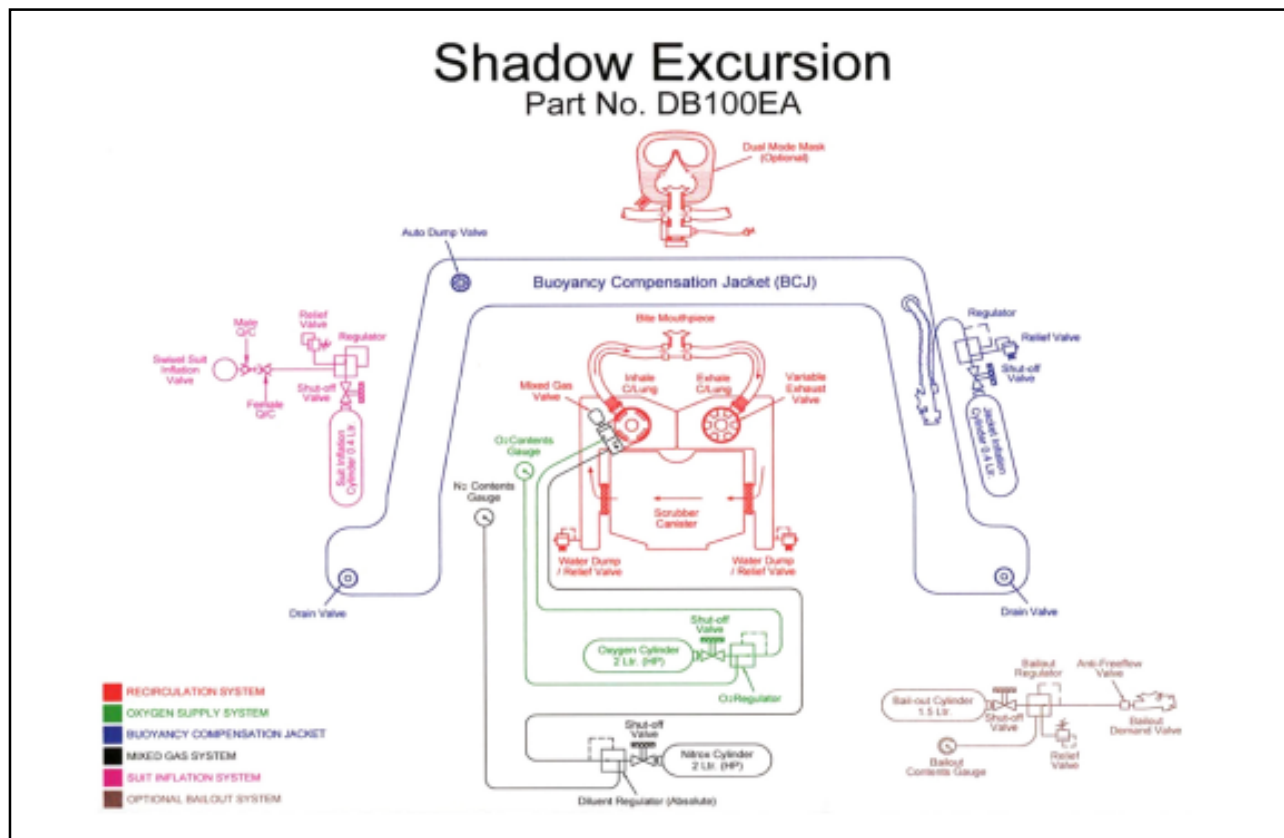 Shadow Excursion
Part No. DB100EA
Dual Mode Mask
(Optional)
Auto Dump Valve
Buoyancy Compensation Jacket (BCJ)
Bite Mouthpiece
Male
Q/C
Relief
Valve
Regulator
Swivel Suit
Inflation
Valve
Female
Q/C
Shut-off
Valve
Suit Inflation
Cylinder 0.4 Ltr
Mixed Gas
Valve
Inhale
C/Lung
Exhale
C/Lung
Variable
Exhaust
Valve
Regulator
Relief Valve
Shut-off
Valve
Jacket Inflation
Cylinder 0.4 Ltr
O2 Contents
Gauge
N2 Contents
Gauge
Scrubber
Canister
Water Dump
/ Relief Valve
Water Dump
/ Relief Valve
Drain Valve
Drain Valve
Shut-off
Valve
Oxygen Cylinder
2 Ltr. (HP)
O2 Regulator
Shut-off
Valve
Nitrox Cylinder
2 Ltr. (HP)
Diluent Regulator (Absolute)
Bailout
Regulator
Anti-Freeflow
Valve
Bail-out Cylinder
1.5 Ltr.
Shut-off
Valve
Bailout
Demand Valve
Bailout
Contents Gauge
Relief
Valve
RECIRCULATION SYSTEM
OXYGEN SUPPLY SYSTEM
BUOYANCY COMPENSATION JACKET
MIXED GAS SYSTEM
SUIT INFLATION SYSTEM
OPTIONAL BAILOUT SYSTEM